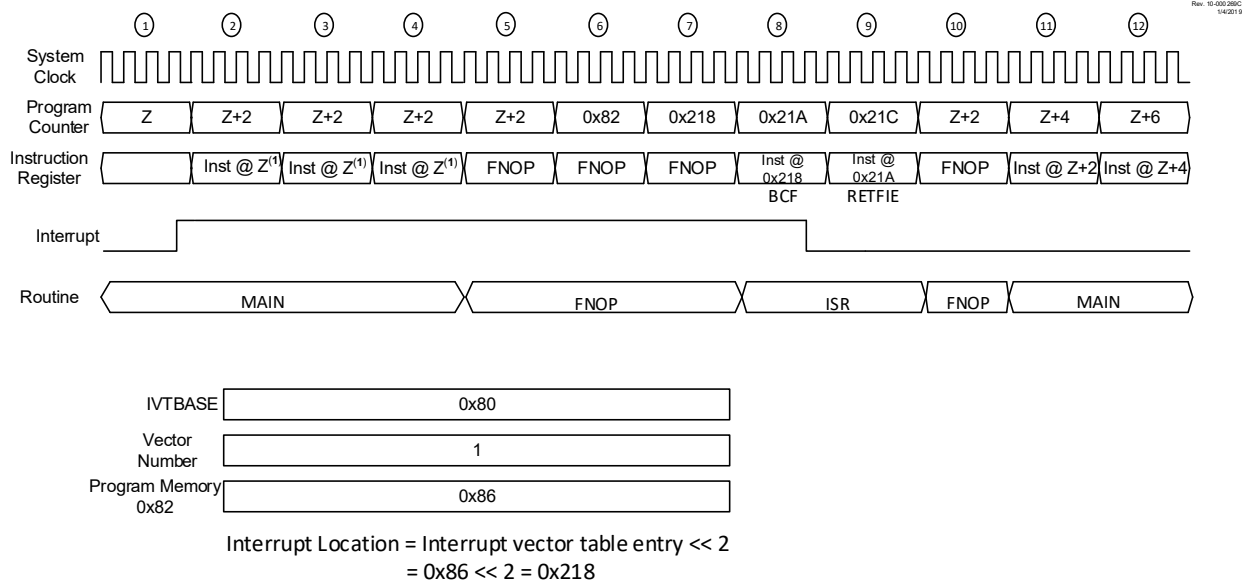 Rev. 10-000269C
1/4/2019
1 2 3 4 5 6 7 8 9 10 11 12
System
Clock
Program
Counter
Z Z+2 Z+2 Z+2 Z+2 0x82 0x218 0x21A 0x21C Z+2 Z+4 Z+6
Instruction
Register
Inst @ Z(1) Inst @ Z(1) Inst @ Z(1) FNOP FNOP FNOP Inst @ 0x218 Inst @ 0x21A FNOP Inst @ Z+2 Inst @ Z+4
BCF RETFIE
Interrupt
Routine
MAIN FNOP ISR FNOP MAIN
IVTBASE 0x80
Vector
Number
1
Program Memory
0x82
0x86
Interrupt Location = Interrupt vector table entry << 2
= 0x86 << 2 = 0x218